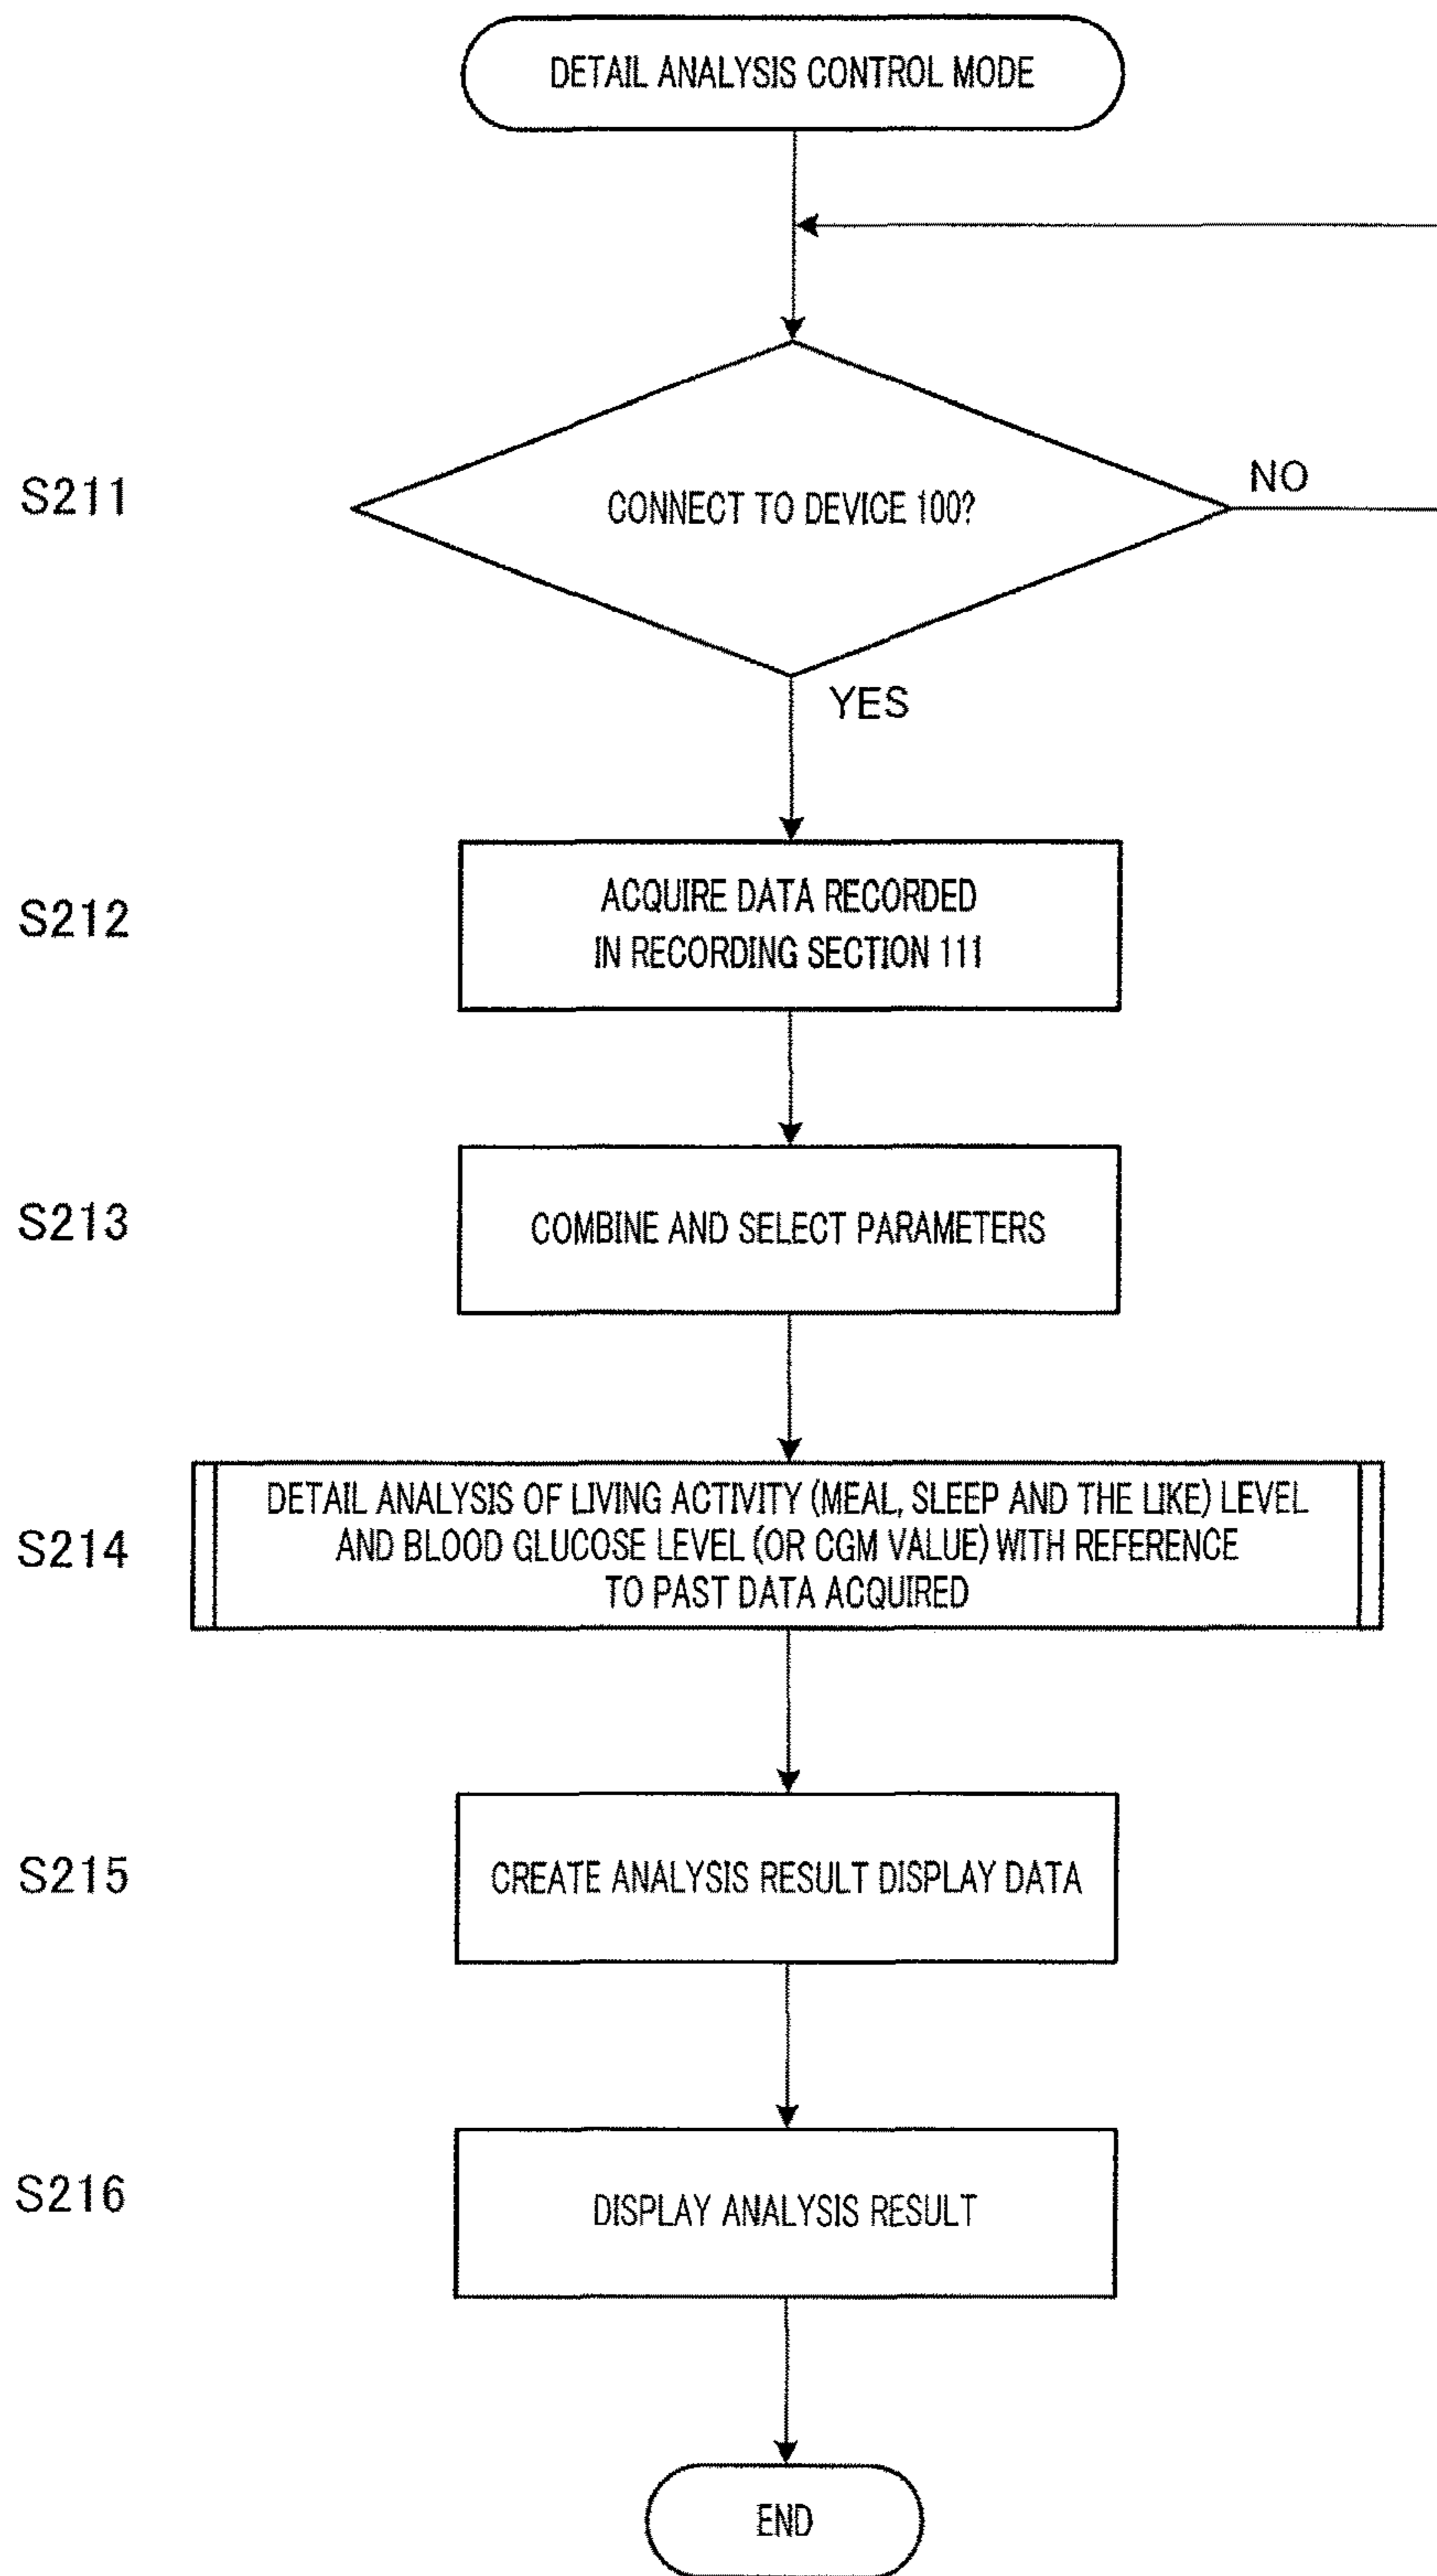 DETAIL ANALYSIS CONTROL MODE
S211
CONNECT TO DEVICE 100?
NO
YES
S212
ACQUIRE DATA RECORDED
IN RECORDING SECTION 111
S213
COMBINE AND SELECT PARAMETERS
S214
DETAIL ANALYSIS OF LIVING ACTIVITY (MEAL, SLEEP AND THE LIKE) LEVEL
AND BLOOD GLUCOSE LEVEL (OR CGM VALUE) WITH REFERENCE
TO PAST DATA ACQUIRED
S215
CREATE ANALYSIS RESULT DISPLAY DATA
S216
DISPLAY ANALYSIS RESULT
END